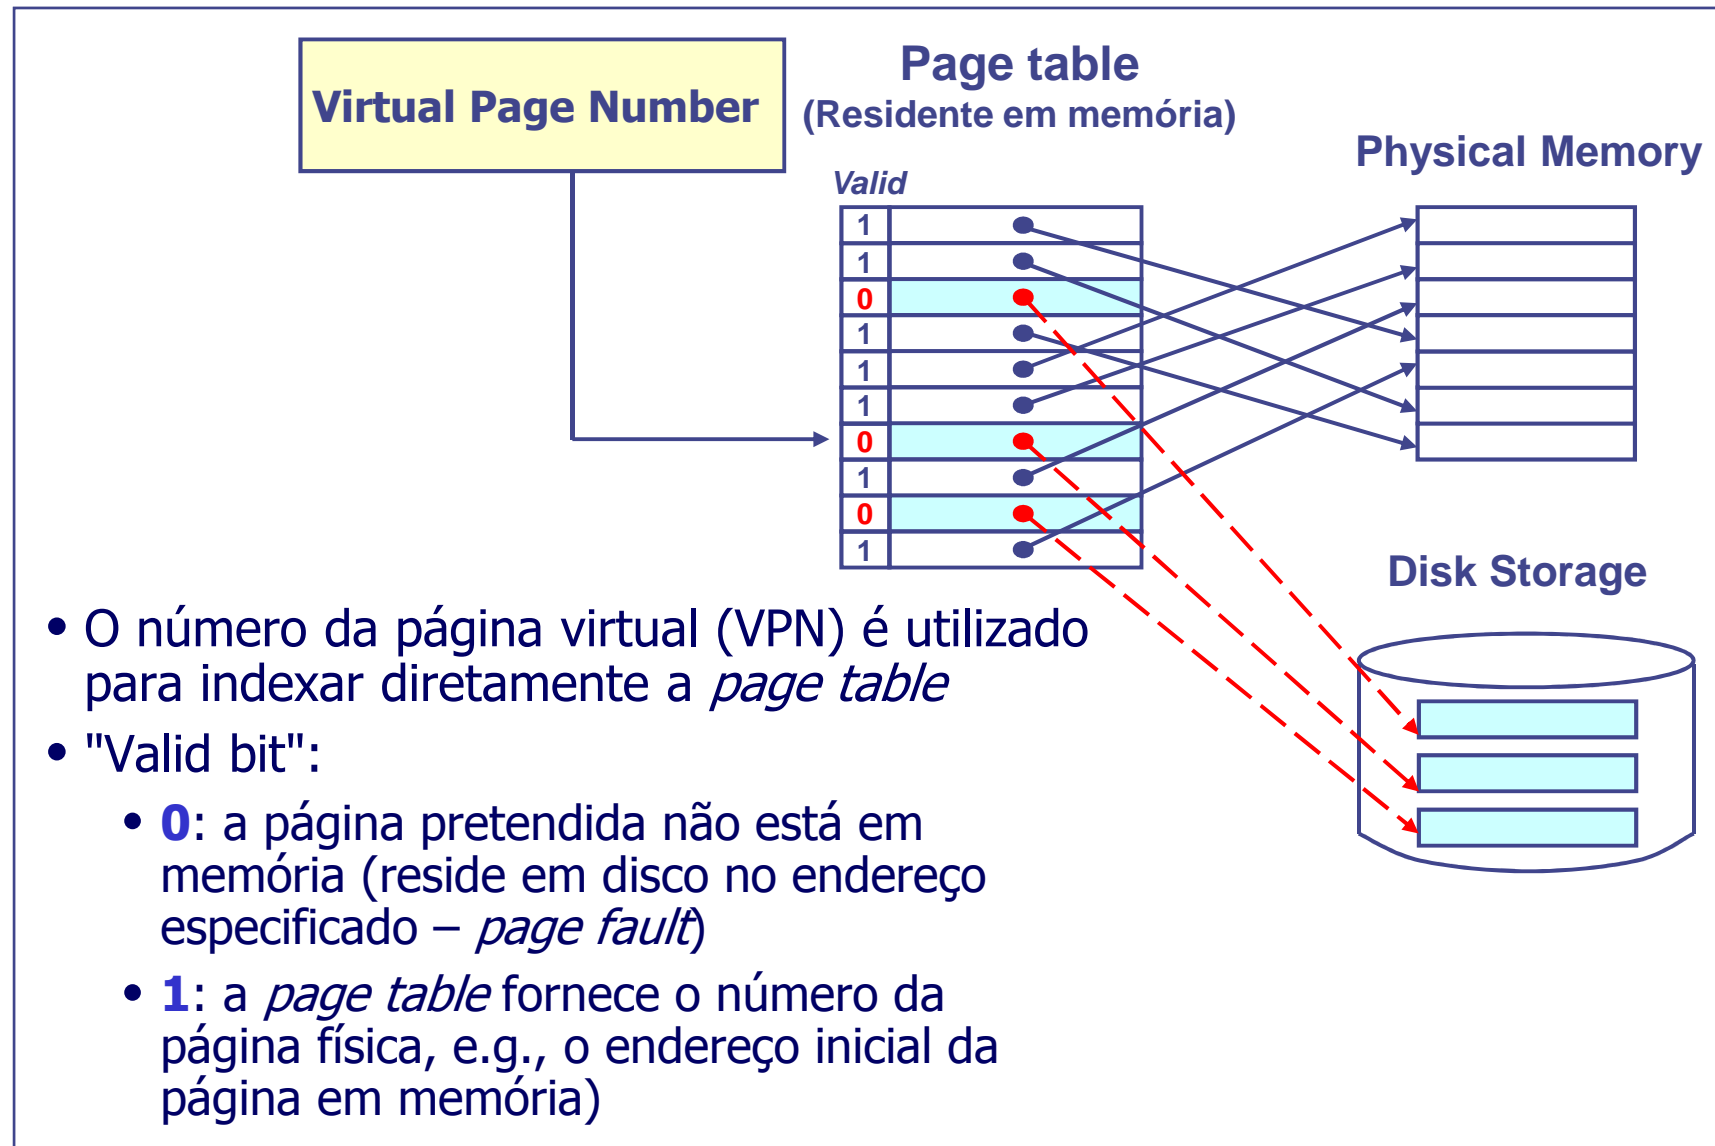 Virtual Page Number
Page table
(Residente em memória)
Physical Memory
Valid
1
1
0
1
1
1
0
1
0
1
Disk Storage
• O número da página virtual (VPN) é utilizado
para indexar diretamente a page table
• "Valid bit":
• 0: a página pretendida não está em
memória (reside em disco no endereço
especificado – page fault)
• 1: a page table fornece o número da
página física, e.g., o endereço inicial da
página em memória)